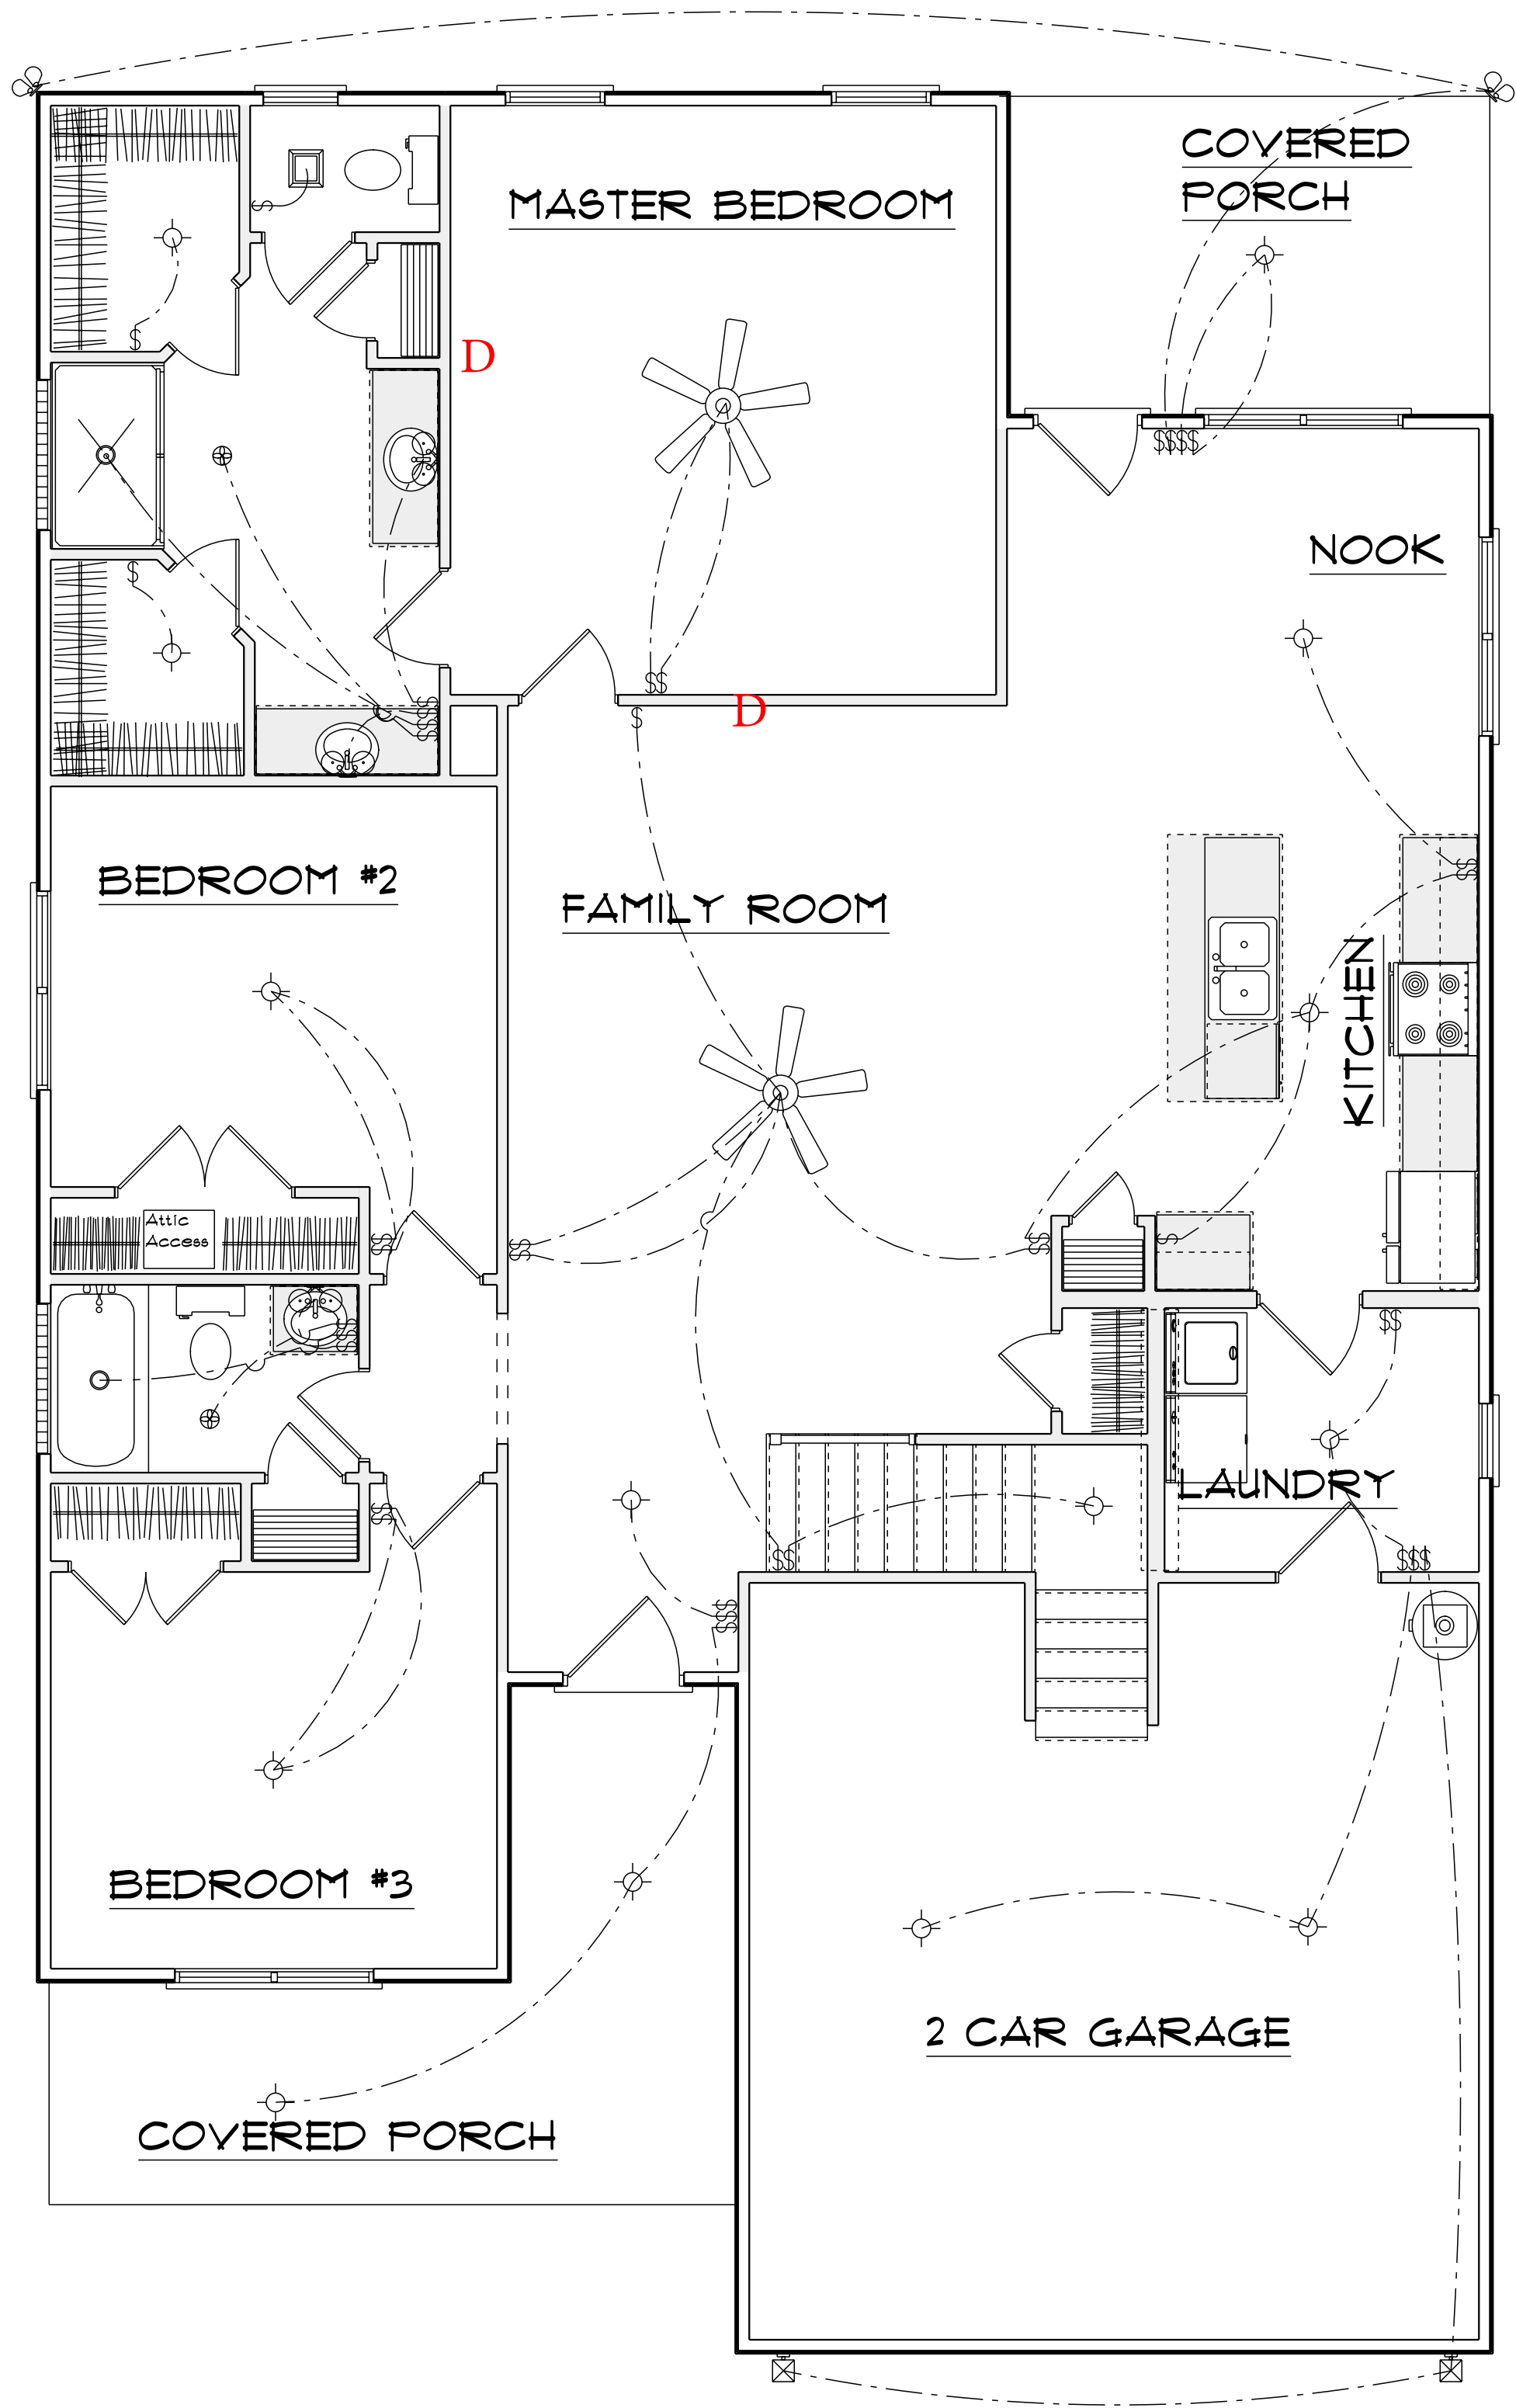 COVERED
PORCH
MASTER BEDROOM
D
$
$
$$$$
NOOK
$
$$
D
$
$$
BEDROOM #2
FAMILY ROOM
KITCHEN
Attic
Access
$$
LAUNDRY
$$
$$$
BEDROOM #3
2 CAR GARAGE
COVERED PORCH